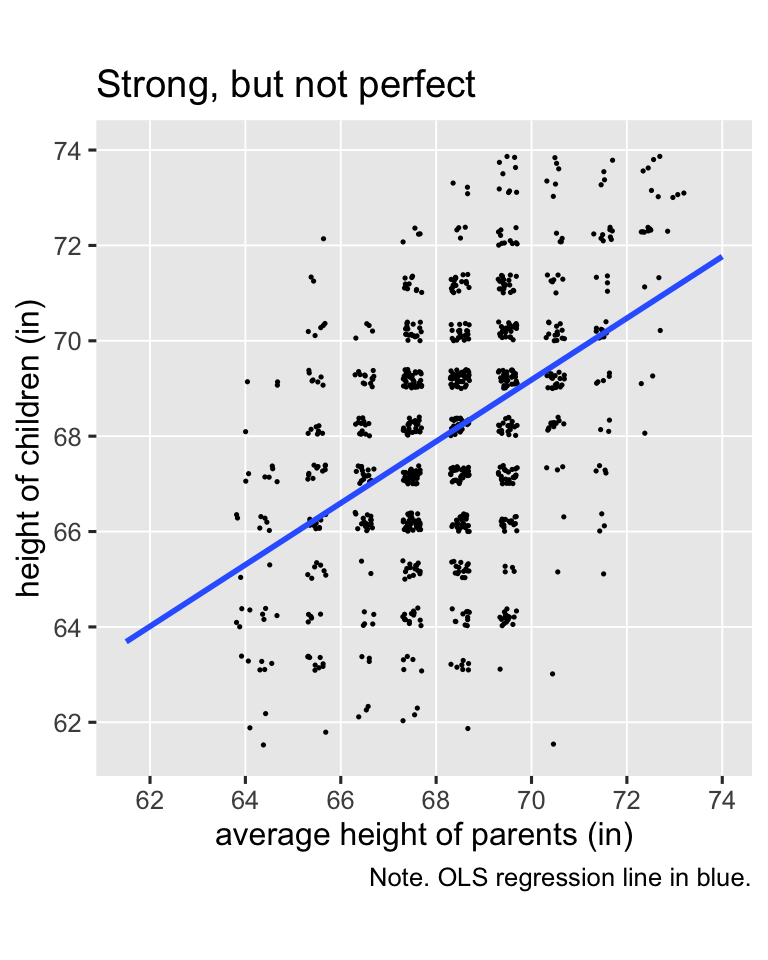 Strong, but not perfect
74
72
70
68
66
64
62
height of children (in)
62 64 66 68 70 72 74
average height of parents (in)
Note. OLS regression line in blue.